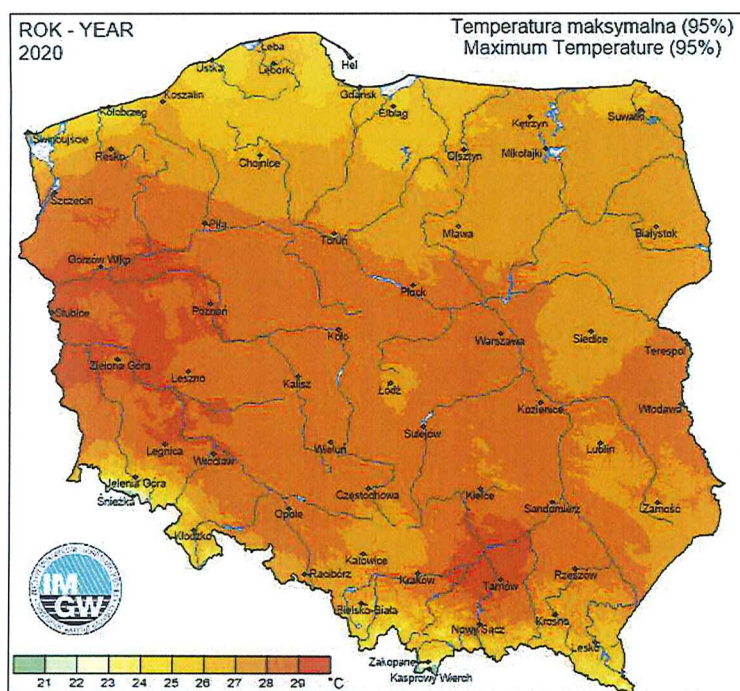 ROK - YEAR
2020
Temperatura maksymalna (95%)
Maximum Temperature (95%)
Łeba
Ustka
Lębork
Hel
Koszalin
Gdańsk
Kołobrzeg
Elbląg
Kętrzyn
Suwałki
Świnoujście
Resko
Chojnice
Olsztyn
Mikołajki
Szczecin
Piła
Toruń
Mława
Białystok
Gorzów Wlkp
Płock
Słubice
Poznań
Koło
Warszawa
Siedlce
Terespol
Zielona Góra
Leszno
Kalisz
Łódź
Kozienice
Włodawa
Sulejów
Legnica
Wrocław
Wieluń
Lublin
Jelenia Góra
Śnieżka
Częstochowa
Kielce
Opole
Sandomierz
Zamość
Kłodzko
Katowice
Racibórz
Kraków
Tarnów
Rzeszów
Bielsko-Biała
Nowy Sącz
Krosno
Lesko
Zakopane
Kasprowy Wierch
IM
GW
21 22 23 24 25 26 27 28 29 °C